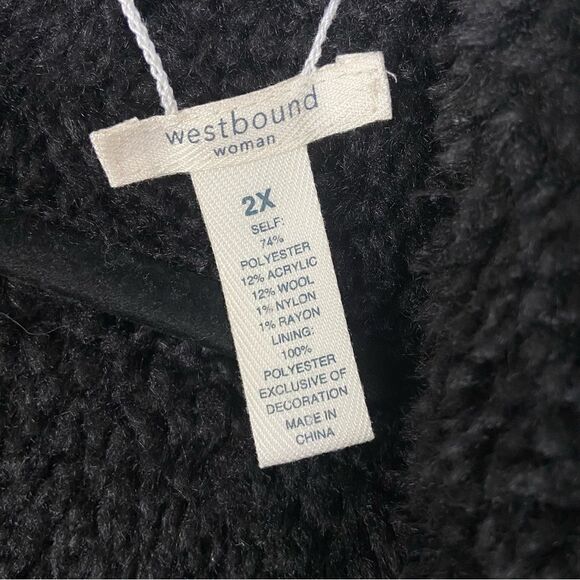 westbound
woman
2X
SELF:
74%
POLYESTER
12% ACRYLIC
12% WOOL
1% NYLON
1% RAYON
LINING:
100%
POLYESTER
EXCLUSIVE OF
DECORATION
MADE IN
CHINA